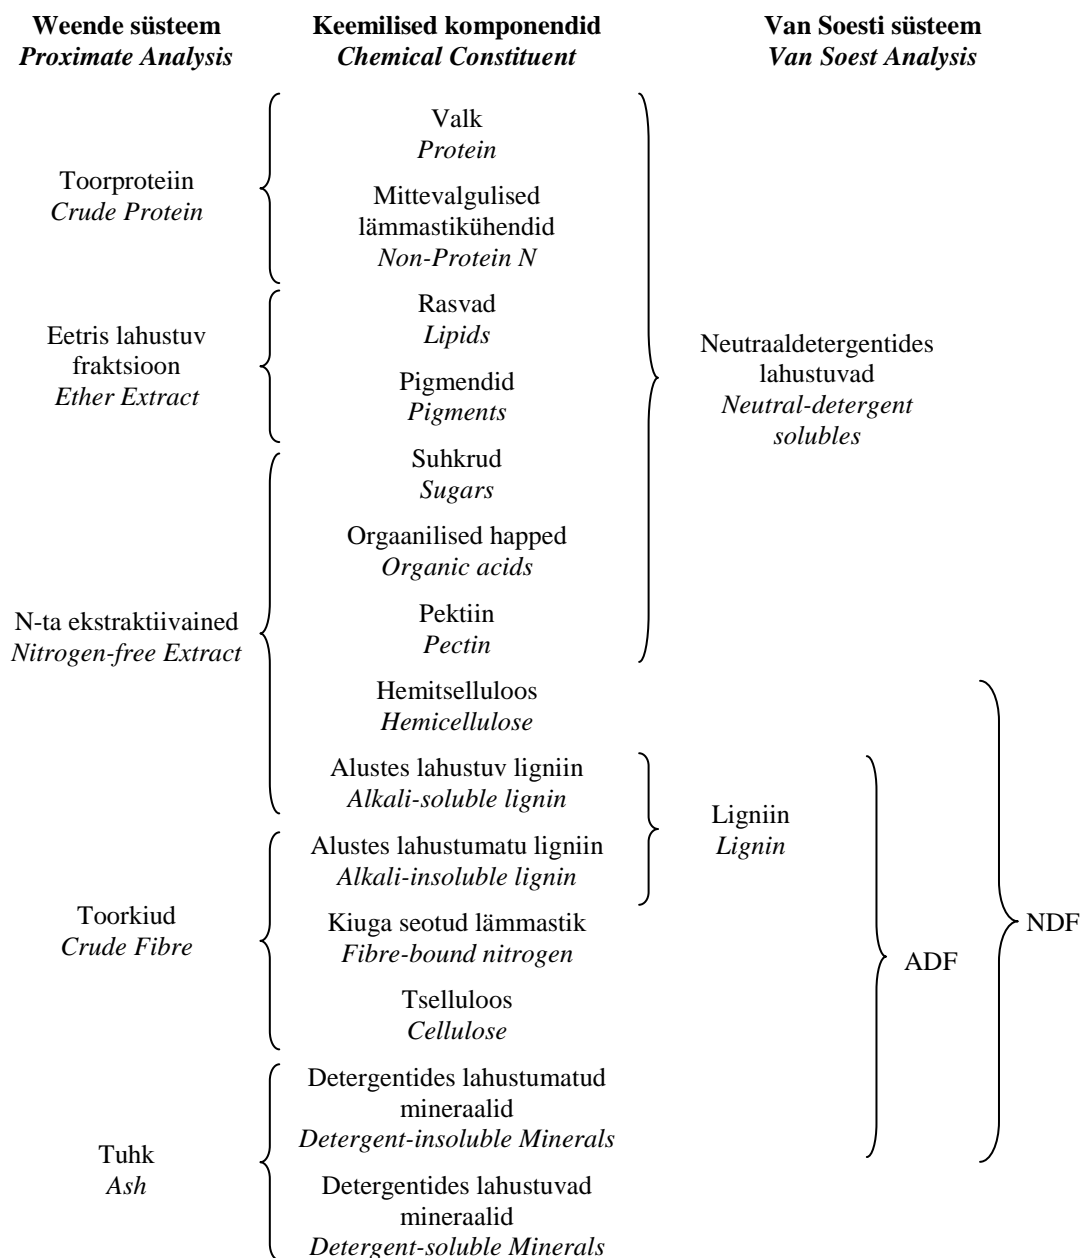 Weende süsteem
Proximate Analysis
Keemilised komponendid
Chemical Constituent
Van Soesti süsteem
Van Soest Analysis
Toorproteiin
Crude Protein
Eetris lahustuv
fraktsioon
Ether Extract
N-ta ekstraktiivained
Nitrogen-free Extract
Toorkiud
Crude Fibre
Tuhk
Ash
Valk
Protein
Mittevalgulised
lämmastikühendid
Non-Protein N
Rasvad
Lipids
Pigmendid
Pigments
Suhkrud
Sugars
Orgaanilised happed
Organic acids
Pektiin
Pectin
Hemitselluloos
Hemicellulose
Alustes lahustuv ligniin
Alkali-soluble lignin
Alustes lahustumatu ligniin
Alkali-insoluble lignin
Kiuga seotud lämmastik
Fibre-bound nitrogen
Tselluloos
Cellulose
Detergentides lahustumatud
mineraalid
Detergent-insoluble Minerals
Detergentides lahustuvad
mineraalid
Detergent-soluble Minerals
Neutraaldetergentides
lahustuvad
Neutral-detergent
solubles
Ligniin
Lignin
ADF
NDF